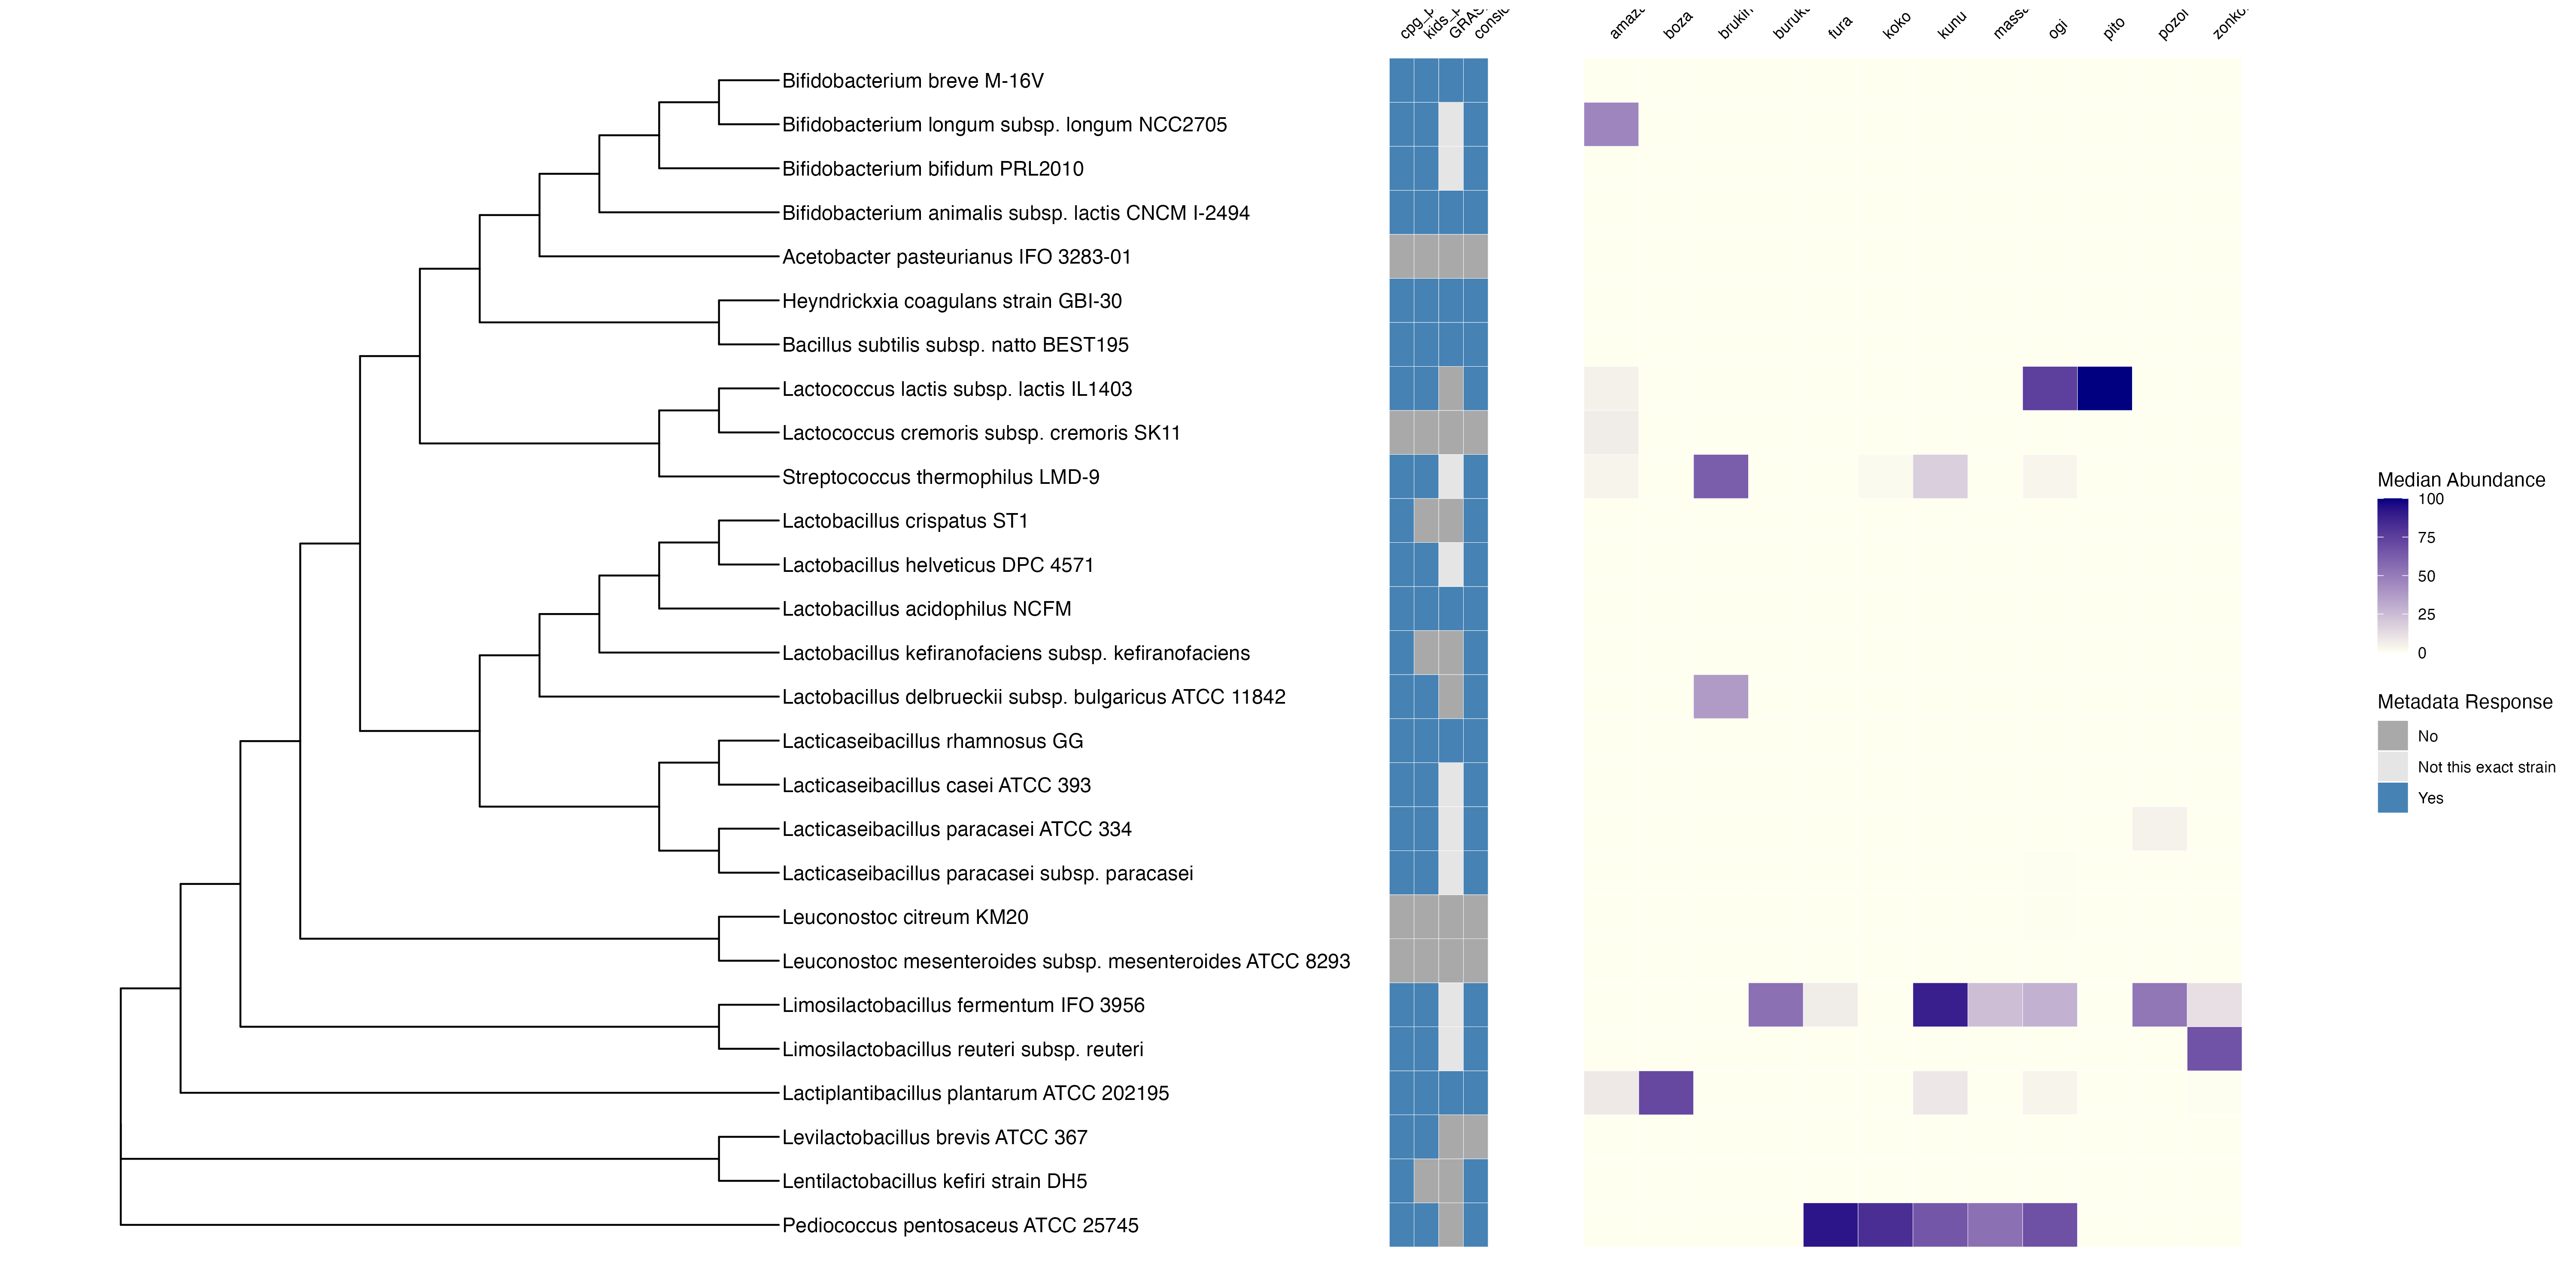 boza
fura
koko
kunu
ogi
pito
Bifidobacterium breve M-16V
Bifidobacterium longum subsp. longum NCC2705
Bifidobacterium bifidum PRL2010
Bifidobacterium animalis subsp. lactis CNCM I-2494
Acetobacter pasteurianus IFO 3283-01
Heyndrickxia coagulans strain GBI-30
Bacillus subtilis subsp. natto BEST195
Lactococcus lactis subsp. lactis IL1403
Lactococcus cremoris subsp. cremoris SK11
Streptococcus thermophilus LMD-9
Lactobacillus crispatus ST1
Lactobacillus helveticus DPC 4571
Lactobacillus acidophilus NCFM
Lactobacillus kefiranofaciens subsp. kefiranofaciens
Lactobacillus delbrueckii subsp. bulgaricus ATCC 11842
Lacticaseibacillus rhamnosus GG
Lacticaseibacillus casei ATCC 393
Lacticaseibacillus paracasei ATCC 334
Lacticaseibacillus paracasei subsp. paracasei
Leuconostoc citreum KM20
Leuconostoc mesenteroides subsp. mesenteroides ATCC 8293
Limosilactobacillus fermentum IFO 3956
Limosilactobacillus reuteri subsp. reuteri
Lactiplantibacillus plantarum ATCC 202195
Levilactobacillus brevis ATCC 367
Lentilactobacillus kefiri strain DH5
Pediococcus pentosaceus ATCC 25745
Median Abundance
100
75
50
25
0
Metadata Response
No
Not this exact strain
Yes